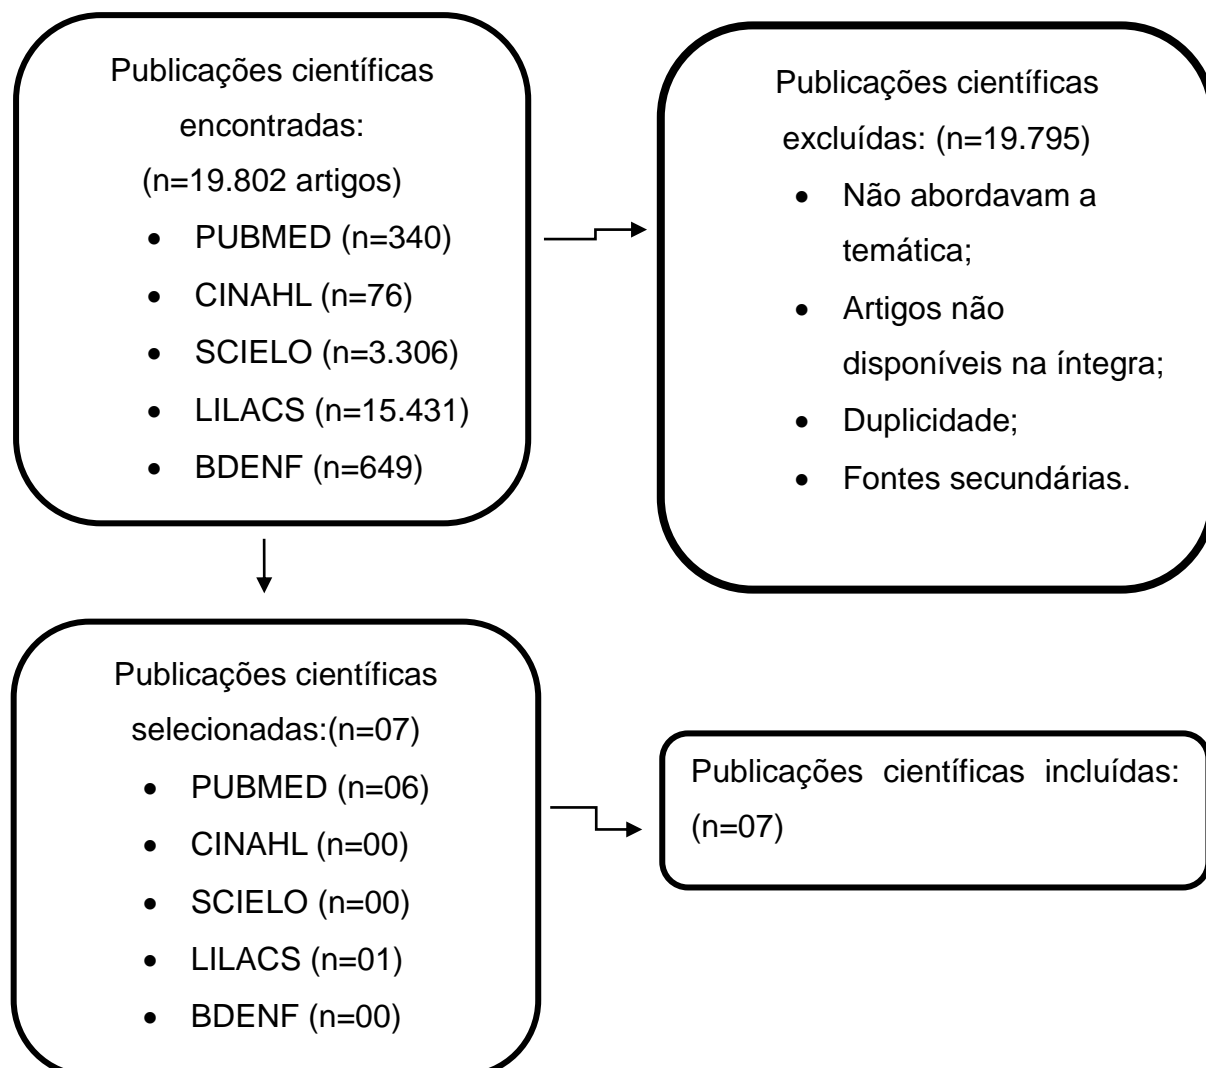 Publicações científicas
encontradas:
(n=19.802 artigos)
• PUBMED (n=340)
• CINAHL (n=76)
• SCIELO (n=3.306)
• LILACS (n=15.431)
• BDENF (n=649)
Publicações científicas
excluídas: (n=19.795)
• Não abordavam a
temática;
• Artigos não
disponíveis na íntegra;
• Duplicidade;
• Fontes secundárias.
Publicações científicas
selecionadas:(n=07)
• PUBMED (n=06)
• CINAHL (n=00)
• SCIELO (n=00)
• LILACS (n=01)
• BDENF (n=00)
Publicações científicas incluídas:
(n=07)